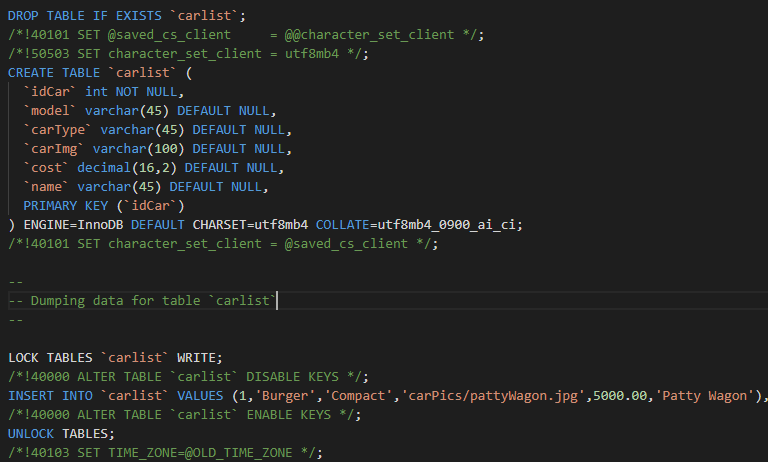 DROP TABLE IF EXISTS `carlist`;
/*!40101 SET @saved_cs_client     = @@character_set_client */;
/*!50503 SET character_set_client = utf8mb4 */;
CREATE TABLE `carlist` (
  `idCar` int NOT NULL,
  `model` varchar(45) DEFAULT NULL,
  `carType` varchar(45) DEFAULT NULL,
  `carImg` varchar(100) DEFAULT NULL,
  `cost` decimal(16,2) DEFAULT NULL,
  `name` varchar(45) DEFAULT NULL,
  PRIMARY KEY (`idCar`)
) ENGINE=InnoDB DEFAULT CHARSET=utf8mb4 COLLATE=utf8mb4_0900_ai_ci;
/*!40101 SET character_set_client = @saved_cs_client */;
--
-- Dumping data for table `carlist`
--
LOCK TABLES `carlist` WRITE;
/*!40000 ALTER TABLE `carlist` DISABLE KEYS */;
INSERT INTO `carlist` VALUES (1,'Burger','Compact','carPics/pattyWagon.jpg',5000.00,'Patty Wagon'),
/*!40000 ALTER TABLE `carlist` ENABLE KEYS */;
UNLOCK TABLES;
/*!40103 SET TIME_ZONE=@OLD_TIME_ZONE */;